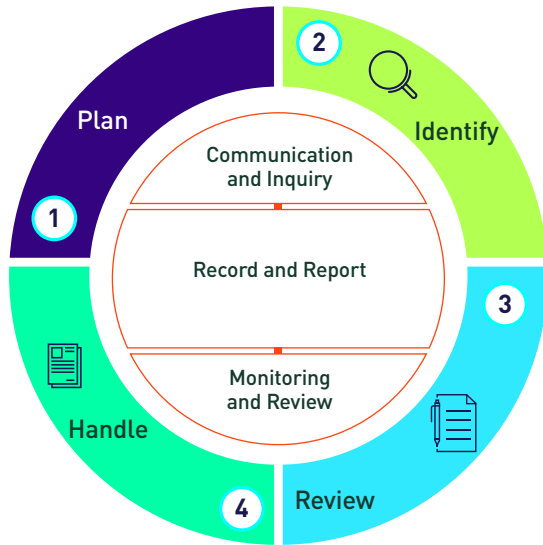 2
Plan
Identify
1
Communication
and Inquiry
Record and Report
3
Monitoring
and Review
Handle
4
Review